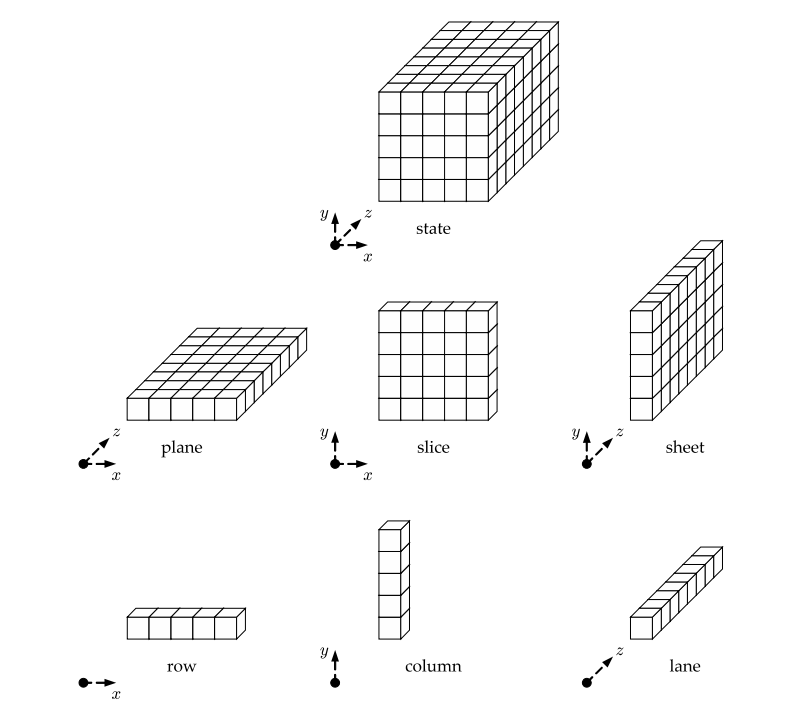 y z
x
state
z
x
plane
y
x
slice
y z
sheet
x
row
y
column
z
lane